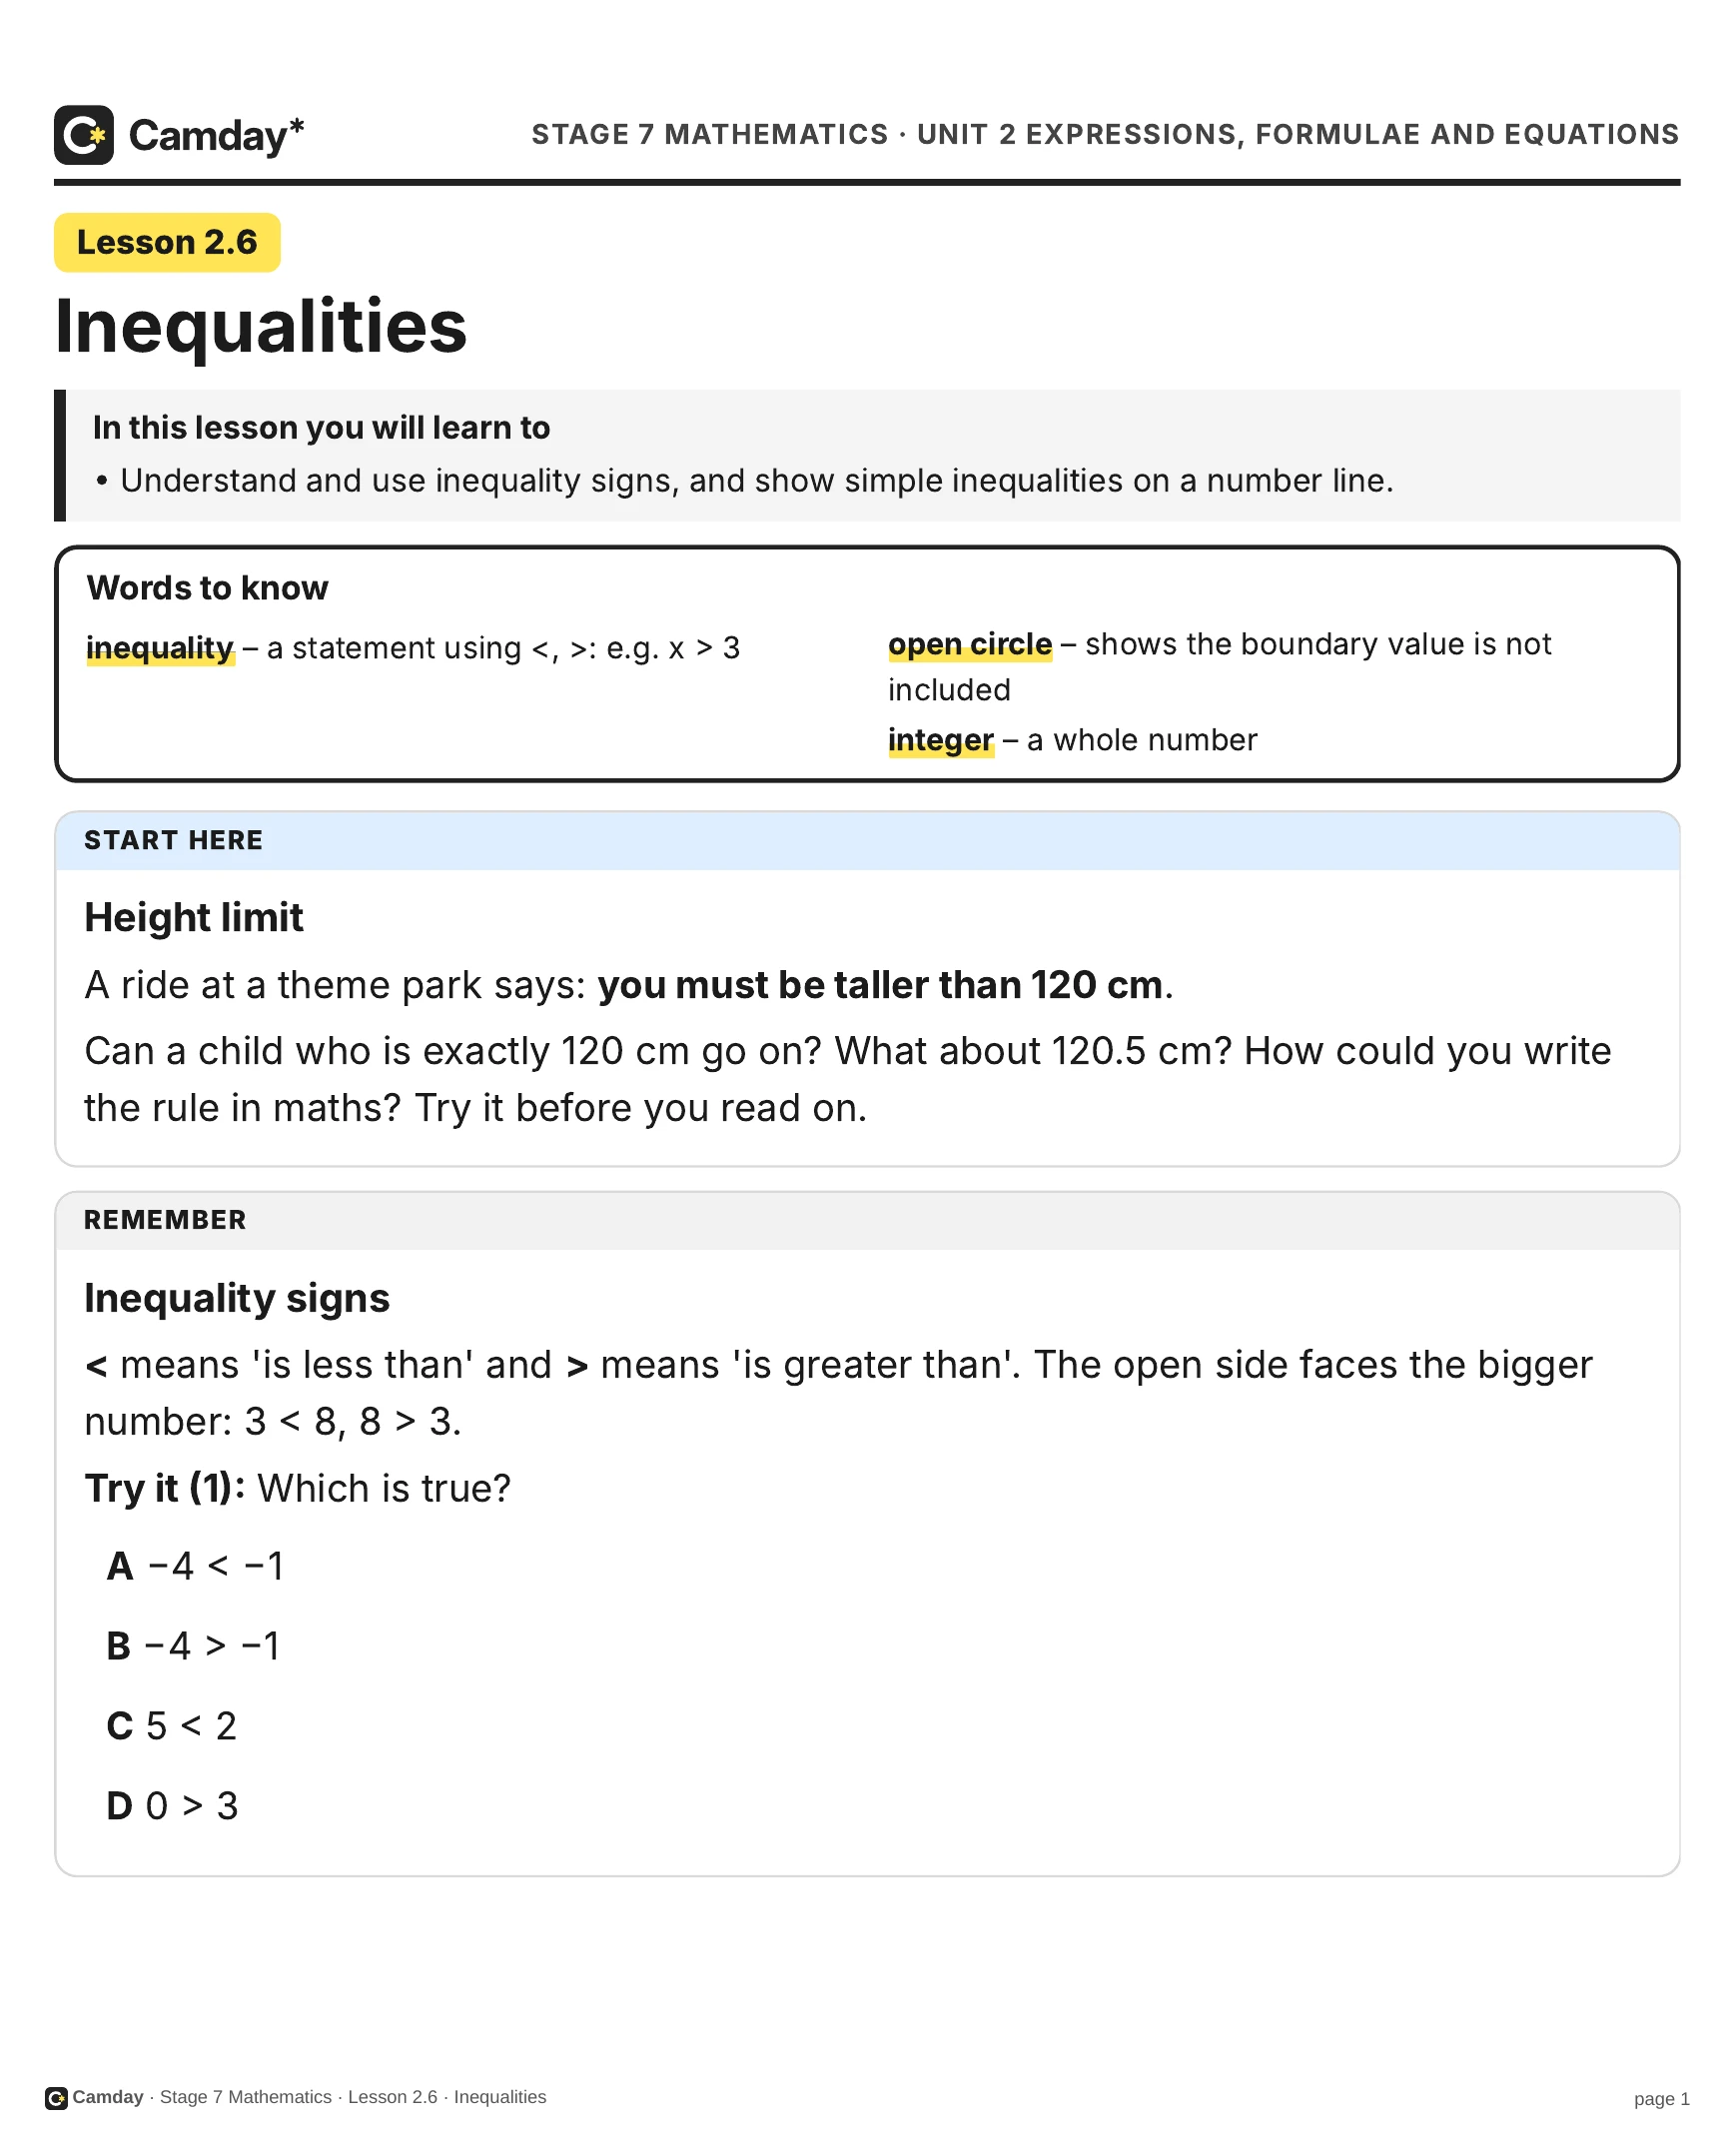 Camday*
STAGE 7 MATHEMATICS · UNIT 2 EXPRESSIONS, FORMULAE AND EQUATIONS
Lesson 2.6
Inequalities
In this lesson you will learn to
• Understand and use inequality signs, and show simple inequalities on a number line.
Words to know
inequality – a statement using <, >: e.g. x > 3
open circle – shows the boundary value is not
included
integer – a whole number
START HERE
Height limit
A ride at a theme park says: you must be taller than 120 cm.
Can a child who is exactly 120 cm go on? What about 120.5 cm? How could you write
the rule in maths? Try it before you read on.
REMEMBER
Inequality signs
< means 'is less than' and > means 'is greater than'. The open side faces the bigger
number: 3 < 8, 8 > 3.
Try it (1): Which is true?
A −4 < −1
B −4 > −1
C 5 < 2
D 0 > 3
Camday · Stage 7 Mathematics · Lesson 2.6 · Inequalities
page 1